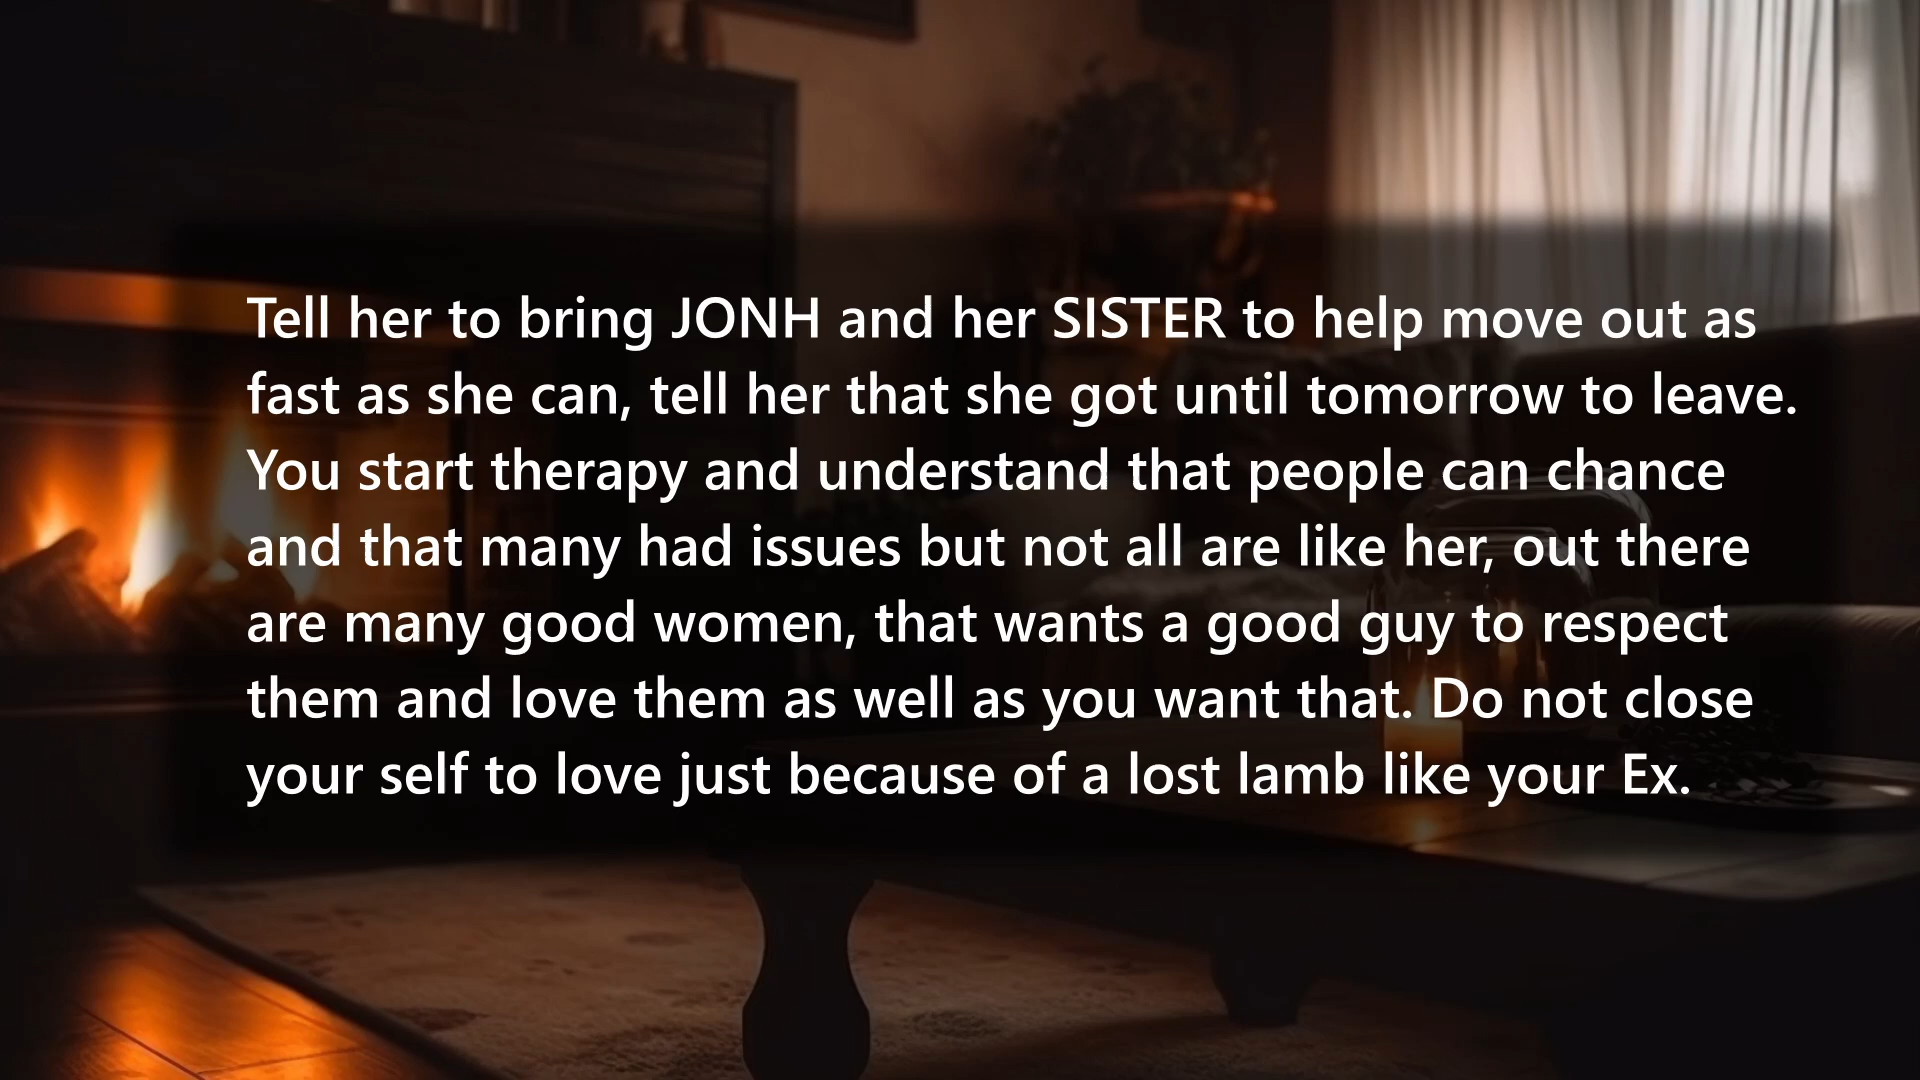 Tell her to bring JONH and her SISTER to help move out as
fast as she can, tell her that she got until tomorrow to leave.
You start therapy and understand that people can chance
and that many had issues but not all are like her, out there
are many good women, that wants a good guy to respect
them and love them as well as you want that. Do not close
your self to love just because of a lost lamb like your Ex.